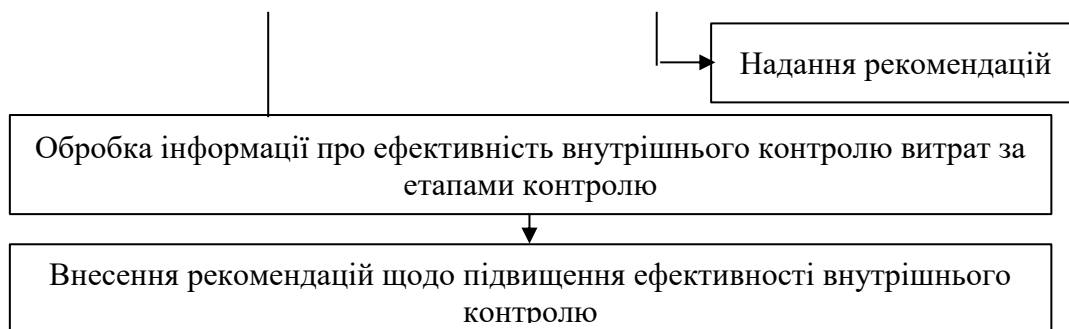 Надання рекомендацій
Обробка інформації про ефективність внутрішнього контролю витрат за
етапами контролю
Внесення рекомендацій щодо підвищення ефективності внутрішнього
контролю